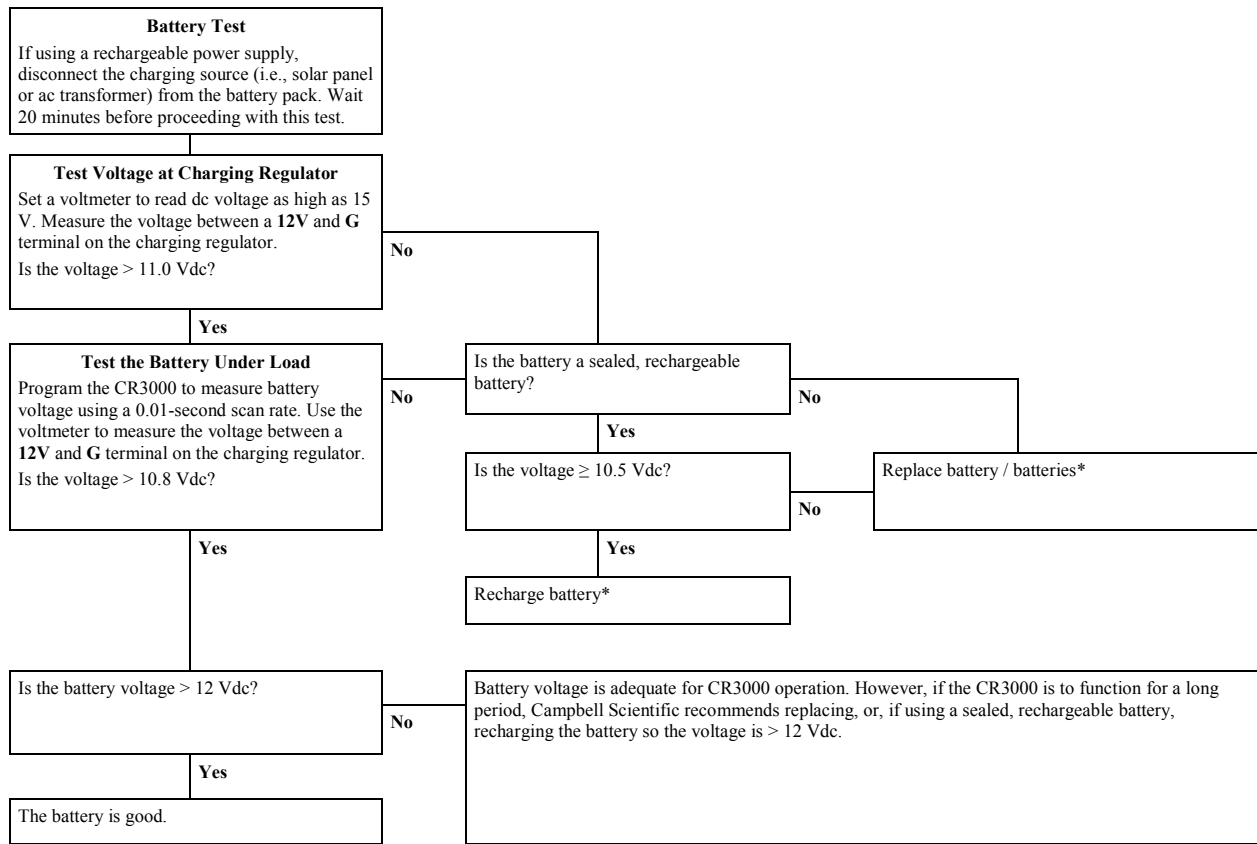 Battery Test
If using a rechargeable power supply,
disconnect the charging source (i.e., solar panel
or ac transformer) from the battery pack. Wait
20 minutes before proceeding with this test.
Test Voltage at Charging Regulator
Set a voltmeter to read dc voltage as high as 15
V. Measure the voltage between a 12V and G
terminal on the charging regulator.
Is the voltage > 11.0 Vdc?
No
Yes
Test the Battery Under Load
Program the CR3000 to measure battery
voltage using a 0.01-second scan rate. Use the
voltmeter to measure the voltage between a
12V and G terminal on the charging regulator.
Is the voltage > 10.8 Vdc?
No
Is the battery a sealed, rechargeable
battery?
No
Yes
Is the voltage ≥ 10.5 Vdc?
No
Replace battery / batteries*
Yes
Yes
Recharge battery*
Is the battery voltage > 12 Vdc?
No
Battery voltage is adequate for CR3000 operation. However, if the CR3000 is to function for a long
period, Campbell Scientific recommends replacing, or, if using a sealed, rechargeable battery,
recharging the battery so the voltage is > 12 Vdc.
Yes
The battery is good.